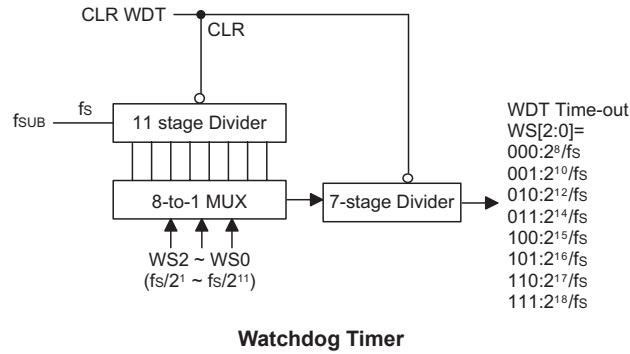 CLR WDT
CLR
fSUB
fS
11 stage Divider
8-to-1 MUX
7-stage Divider
WS2 ~ WS0
(fS/2¹ ~ fS/2¹¹)
WDT Time-out
WS[2:0]=
000:2⁸/fS
001:2¹⁰/fS
010:2¹²/fS
011:2¹⁴/fS
100:2¹⁵/fS
101:2¹⁶/fS
110:2¹⁷/fS
111:2¹⁸/fS
Watchdog Timer